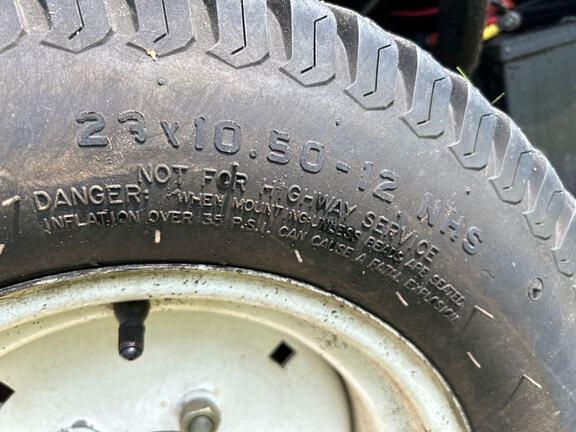 23x10.50-12 NHS
NOT FOR HIGHWAY SERVICE
DANGER: WHEN MOUNTING UNLESS BEADS ARE SEATED
INFLATION OVER 35 P.S.I. CAN CAUSE A FATAL EXPLOSION